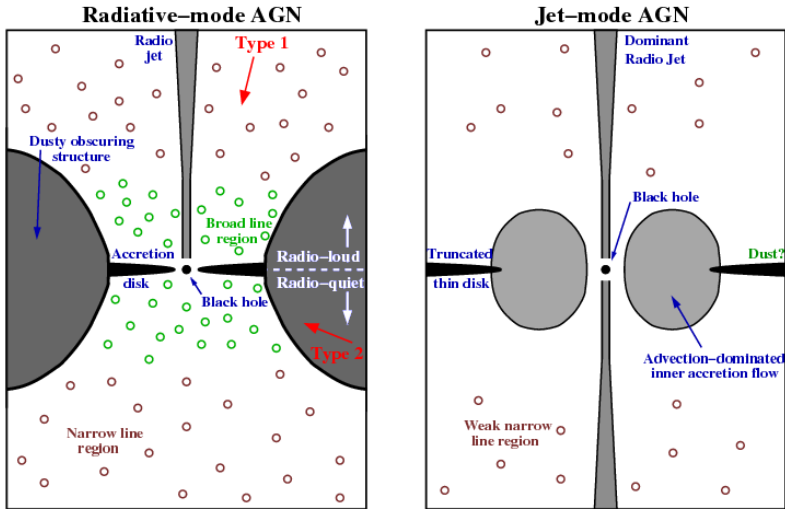 Radiative–mode AGN
Radio
jet
Type 1
Dusty obscuring
structure
Broad line
region
Accretion
disk
Radio–loud
Radio–quiet
Black hole
Type 2
Narrow line
region
Jet–mode AGN
Dominant
Radio Jet
Black hole
Truncated
thin disk
Dust?
Advection–dominated
inner accretion flow
Weak narrow
line region